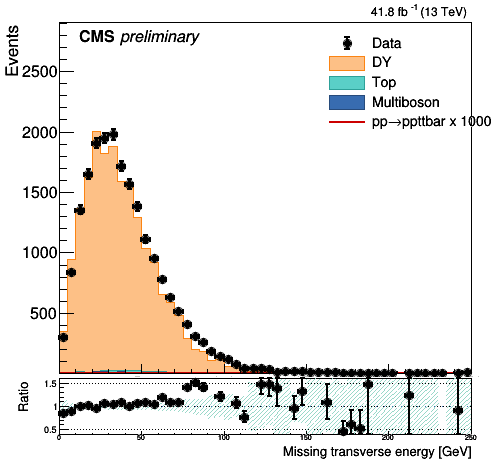 41.8 fb⁻¹ (13 TeV)
CMS preliminary
Events
Data
DY
Top
Multiboson
pp→ppttbar x 1000
2500
2000
1500
1000
500
Ratio
1.5
1
0.5
0 50 100 150 200 250
Missing transverse energy [GeV]